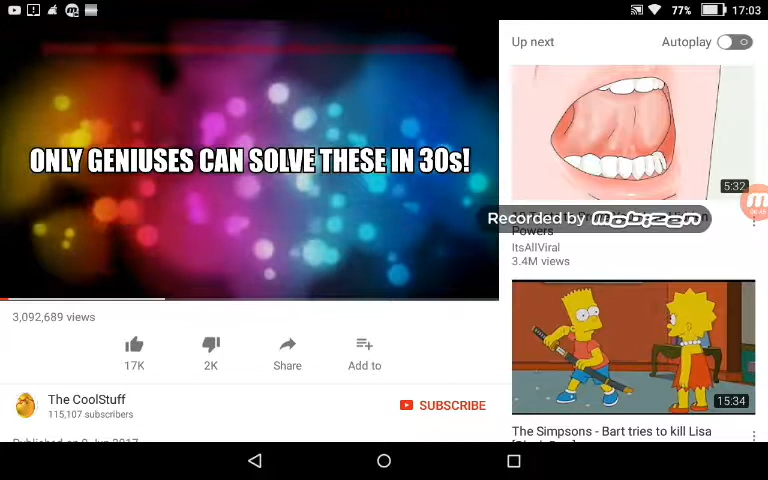 77% 17:03
ONLY GENIUSES CAN SOLVE THESE IN 30s!
3,092,689 views
17K
2K
Share
Add to
The CoolStuff
115,107 subscribers
SUBSCRIBE
Up next
Autoplay
5:32
Recorded by MOBIZEN
Powers
ItsAllViral
3.4M views
15:34
The Simpsons - Bart tries to kill Lisa